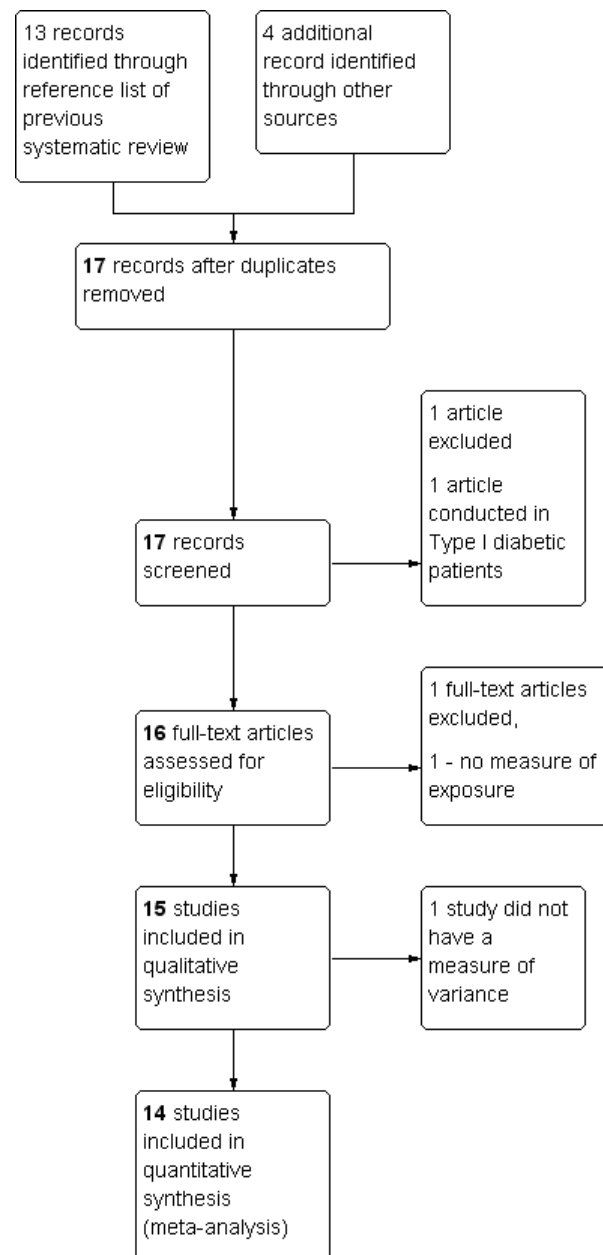 13 records
identified through
reference list of
previous
systematic review
4 additional
record identified
through other
sources
17 records after duplicates
removed
17 records
screened
1 article
excluded
1 article
conducted in
Type I diabetic
patients
16 full-text articles
assessed for
eligibility
1 full-text articles
excluded,
1 - no measure of
exposure
15 studies
included in
qualitative
synthesis
1 study did not
have a
measure of
variance
14 studies
included in
quantitative
synthesis
(meta-analysis)